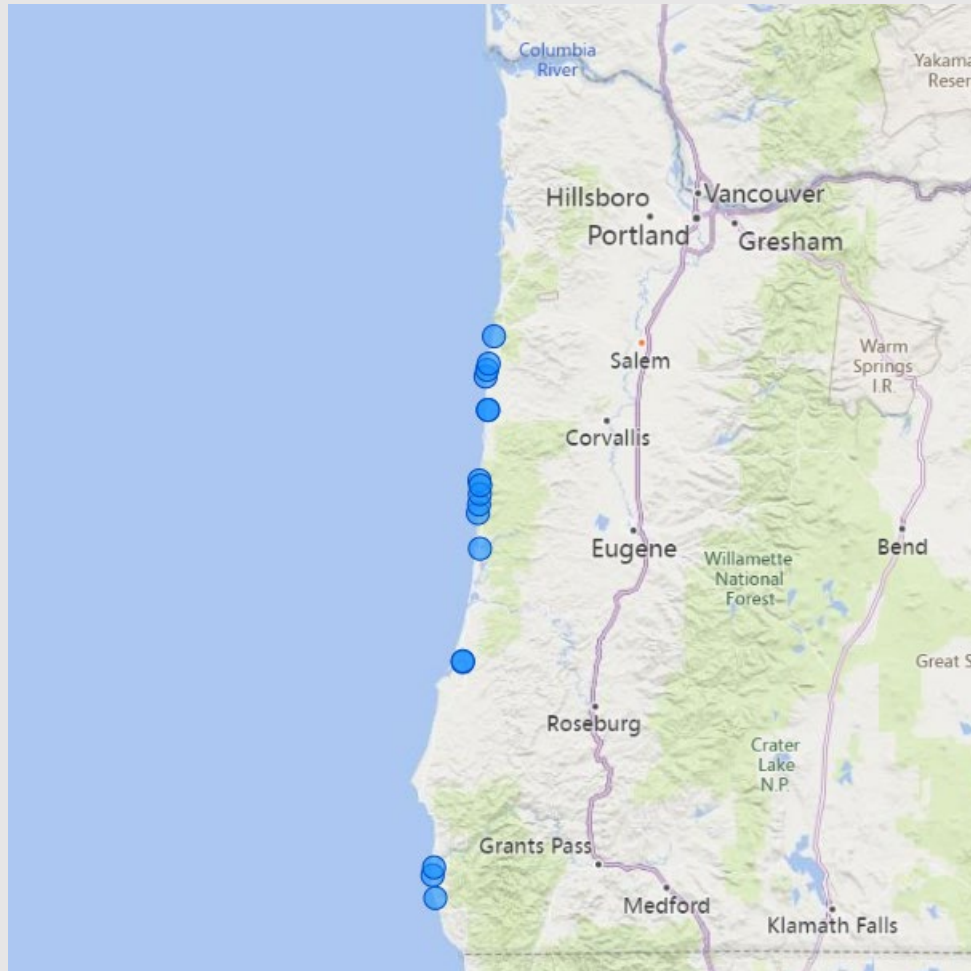 Columbia
River
Yakama
Reser
Hillsboro
Vancouver
Portland
Gresham
Warm
Springs
I.R.
Salem
Corvallis
Eugene
Willamette
National
Forest
Bend
Great S
Roseburg
Crater
Lake
N.P.
Grants Pass
Medford
Klamath Falls